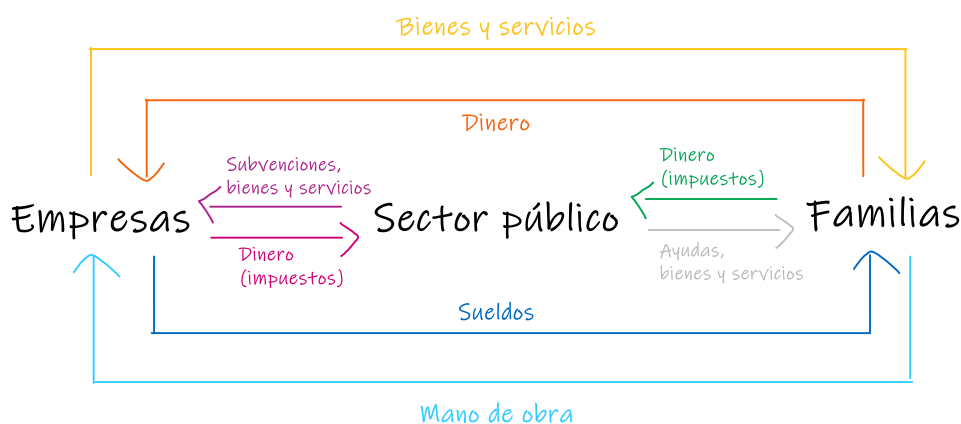 Bienes y servicios
Dinero
Subvenciones,
bienes y servicios
Dinero
(impuestos)
Empresas
Sector público
Familias
Dinero
(impuestos)
Ayudas,
bienes y servicios
Sueldos
Mano de obra